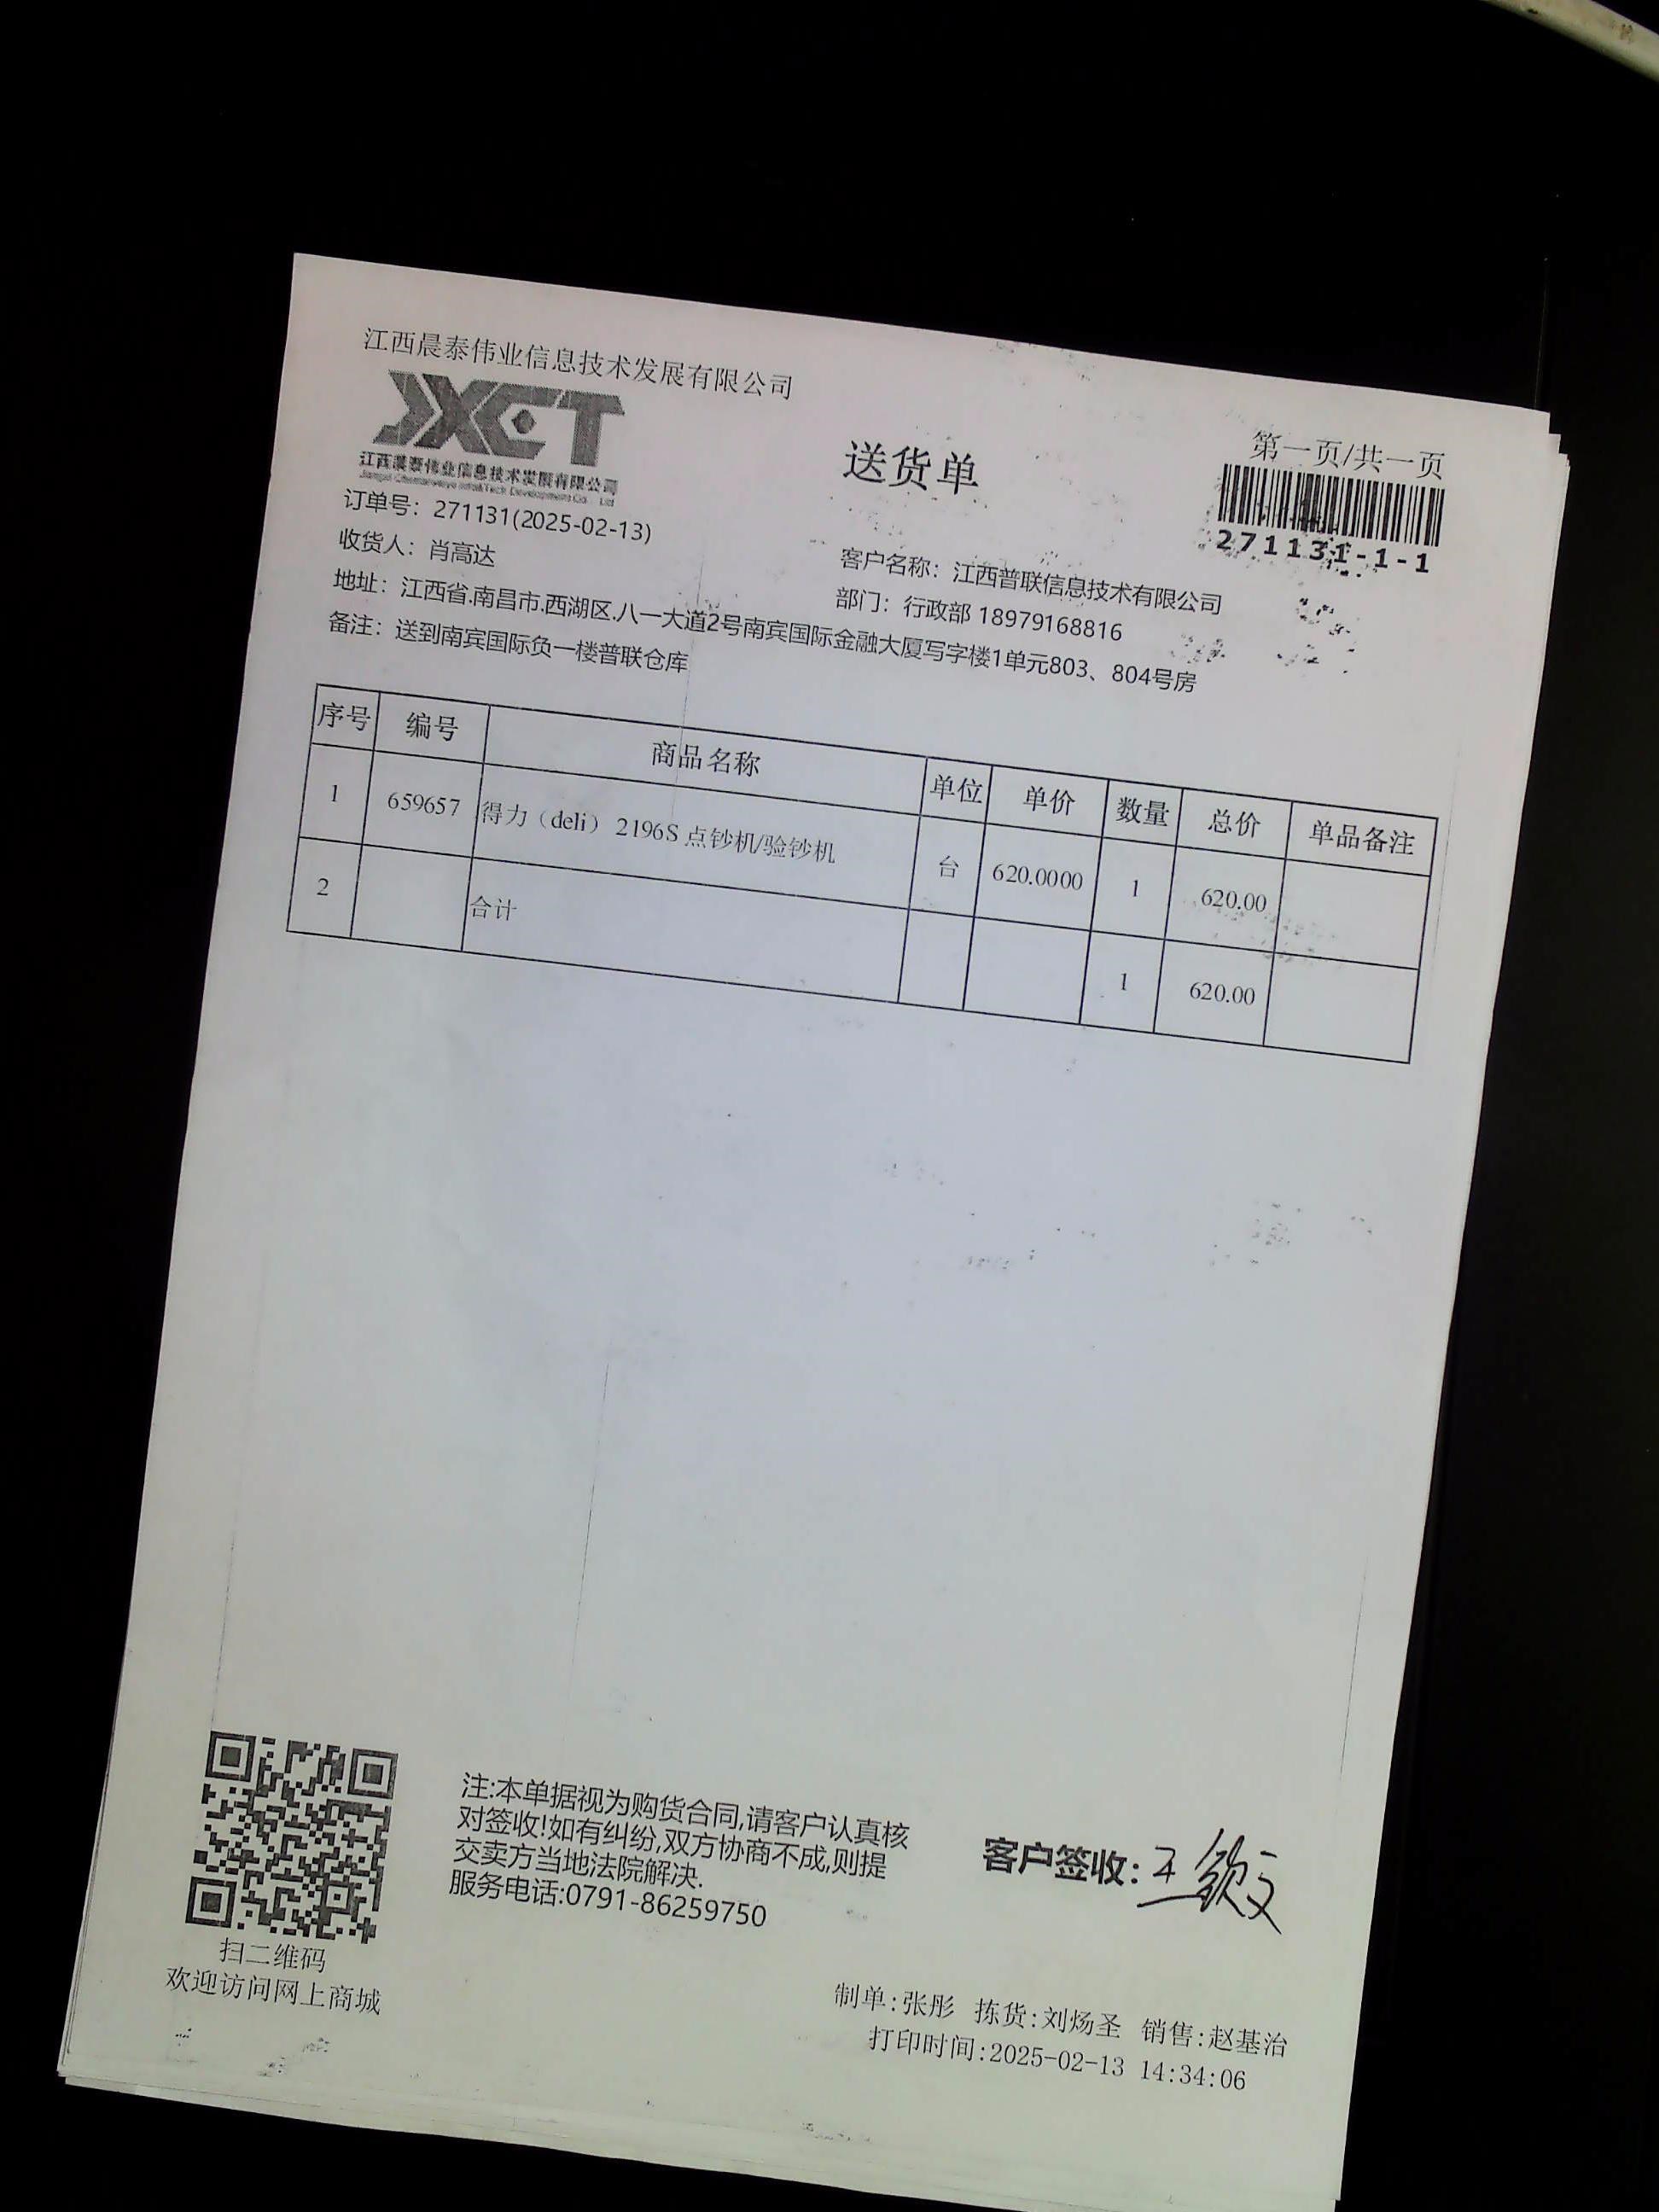 江西晨泰伟业信息技术发展有限公司
JXCT
江西晨泰伟业信息技术发展有限公司
送货单
第一页/共一页
271131-1-1
订单号：271131(2025-02-13)
收货人：肖高达
客户名称：江西普联信息技术有限公司
部门：行政部 18979168816
地址：江西省.南昌市.西湖区.八一大道2号南宾国际金融大厦写字楼1单元803、804号房
备注：送到南宾国际负一楼普联仓库
序号 编号 商品名称 单位 单价 数量 总价 单品备注
1 659657 得力（deli）2196S 点钞机/验钞机 台 620.0000 1 620.00
2 合计 1 620.00
注:本单据视为购货合同,请客户认真核
对签收!如有纠纷,双方协商不成,则提
交卖方当地法院解决.
服务电话:0791-86259750
客户签收:王
扫二维码
欢迎访问网上商城
制单:张彤 拣货:刘炀圣 销售:赵基治
打印时间:2025-02-13 14:34:06